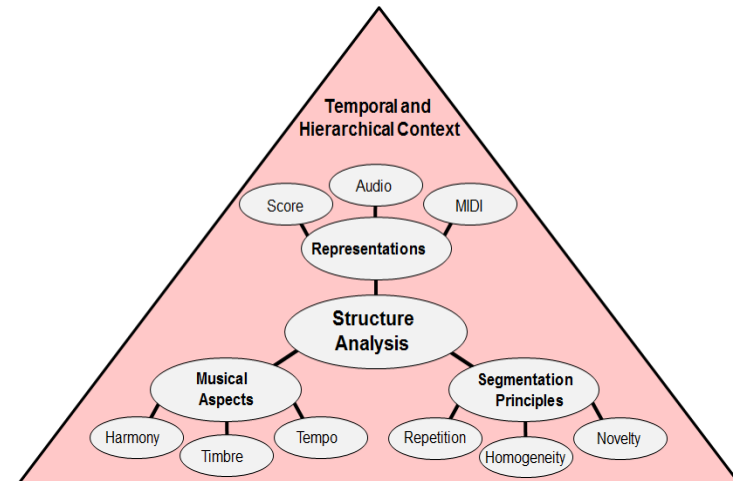 Temporal and
Hierarchical Context
Audio
Score
MIDI
Representations
Structure
Analysis
Musical
Aspects
Segmentation
Principles
Harmony
Timbre
Tempo
Repetition
Homogeneity
Novelty